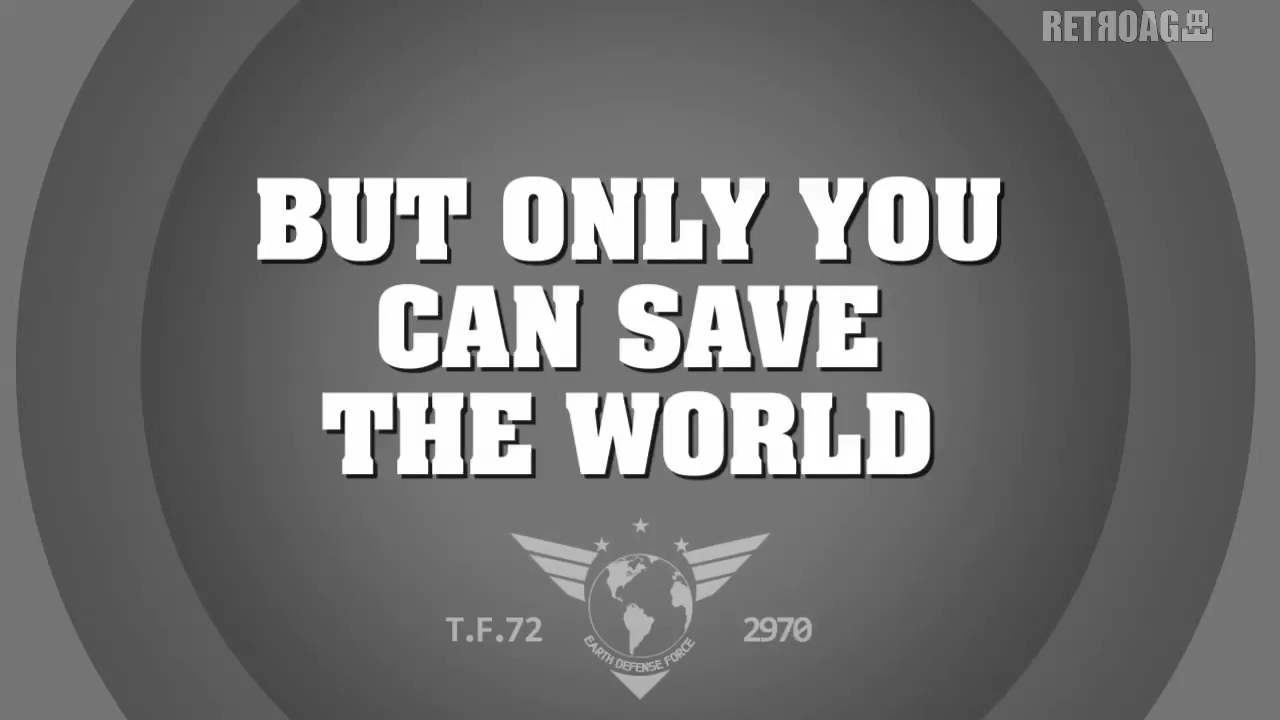 RETROAGE
BUT ONLY YOU
CAN SAVE
THE WORLD
T.F.72
2970
EARTH DEFENSE FORCE